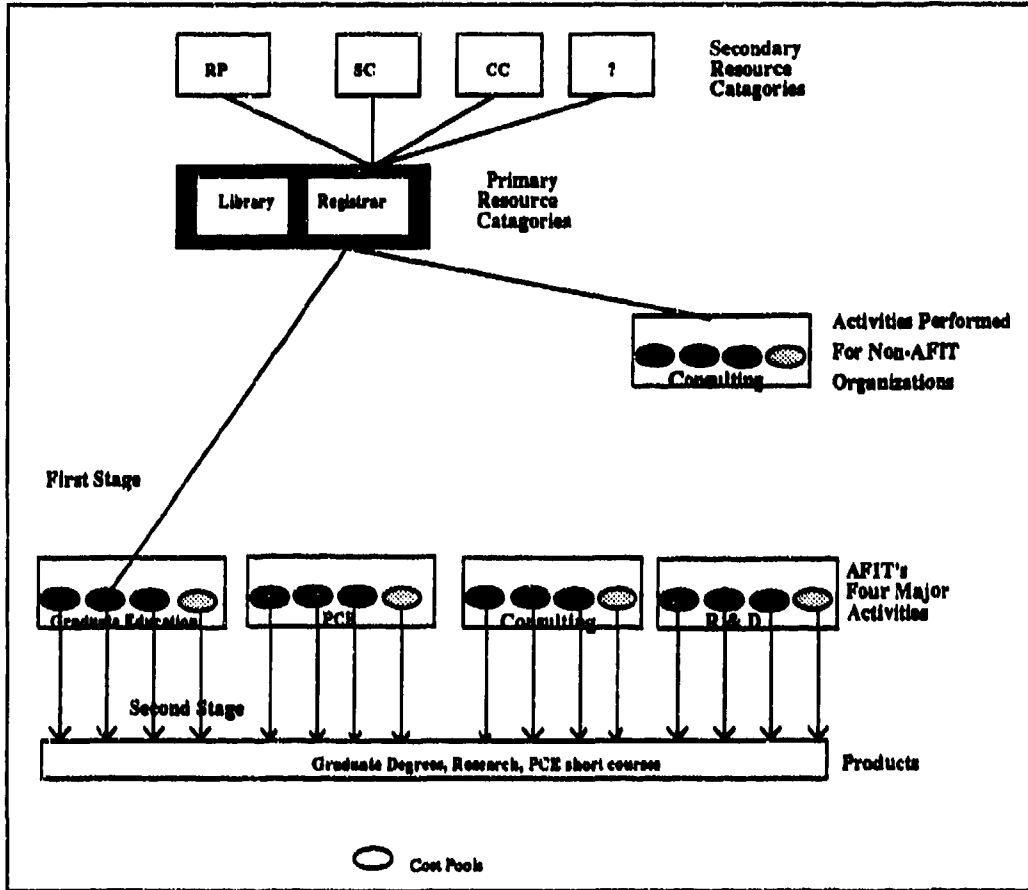 RP
SC
CC
?
Secondary
Resource
Catagories
Library
Registrar
Primary
Resource
Catagories
Activities Performed
For Non-AFIT
Organizations
Consulting
First Stage
AFIT's
Four Major
Activities
Graduate Education
PCE
Consulting
R & D
Second Stage
Graduate Degrees, Research, PCE short courses
Products
Cost Pools